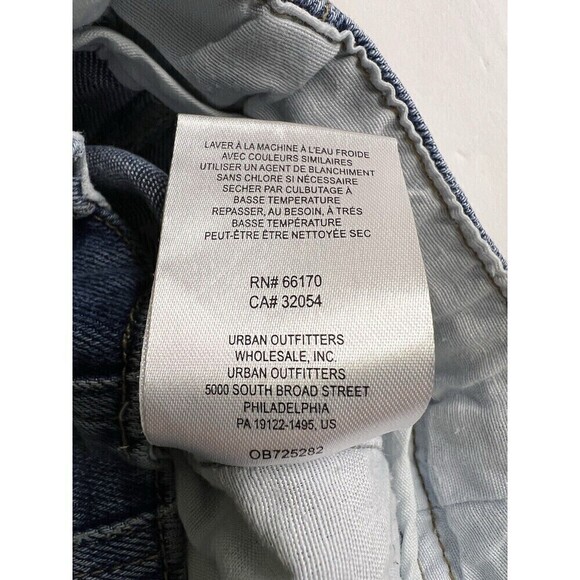 LAVER À LA MACHINE À L'EAU FROIDE
AVEC COULEURS SIMILAIRES
UTILISER UN AGENT DE BLANCHIMENT
SANS CHLORE SI NÉCESSAIRE
SÉCHER PAR CULBUTAGE À
BASSE TEMPERATURE
REPASSER, AU BESOIN, À TRÈS
BASSE TEMPÉRATURE
PEUT-ÊTRE ÊTRE NETTOYÉE SEC
RN# 66170
CA# 32054
URBAN OUTFITTERS
WHOLESALE, INC.
URBAN OUTFITTERS
5000 SOUTH BROAD STREET
PHILADELPHIA
PA 19122-1495, US
OB725282